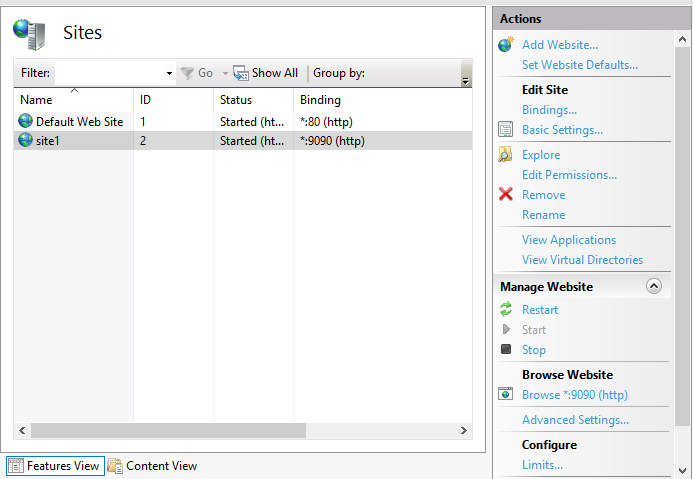 Sites
Filter:
Go
Show All
Group by:
Name ID Status Binding
Default Web Site 1 Started (ht... *:80 (http)
site1 2 Started (ht... *:9090 (http)
Features View
Content View
Actions
Add Website...
Set Website Defaults...
Edit Site
Bindings...
Basic Settings...
Explore
Edit Permissions...
Remove
Rename
View Applications
View Virtual Directories
Manage Website
Restart
Start
Stop
Browse Website
Browse *:9090 (http)
Advanced Settings...
Configure
Limits...